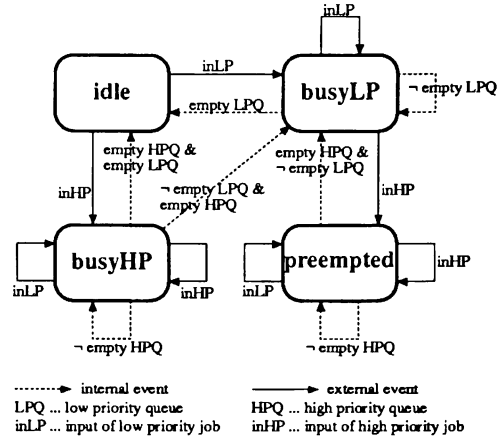 inLP
idle
inLP
busyLP
¬ empty LPQ
empty LPQ
empty HPQ &
empty LPQ
empty HPQ &
¬ empty LPQ
inHP
¬ empty LPQ &
empty HPQ
inHP
busyHP
preempted
inLP
inHP
inLP
inHP
¬ empty HPQ
¬ empty HPQ
internal event
external event
LPQ ... low priority queue
HPQ ... high priority queue
inLP ... input of low priority job
inHP ... input of high priority job